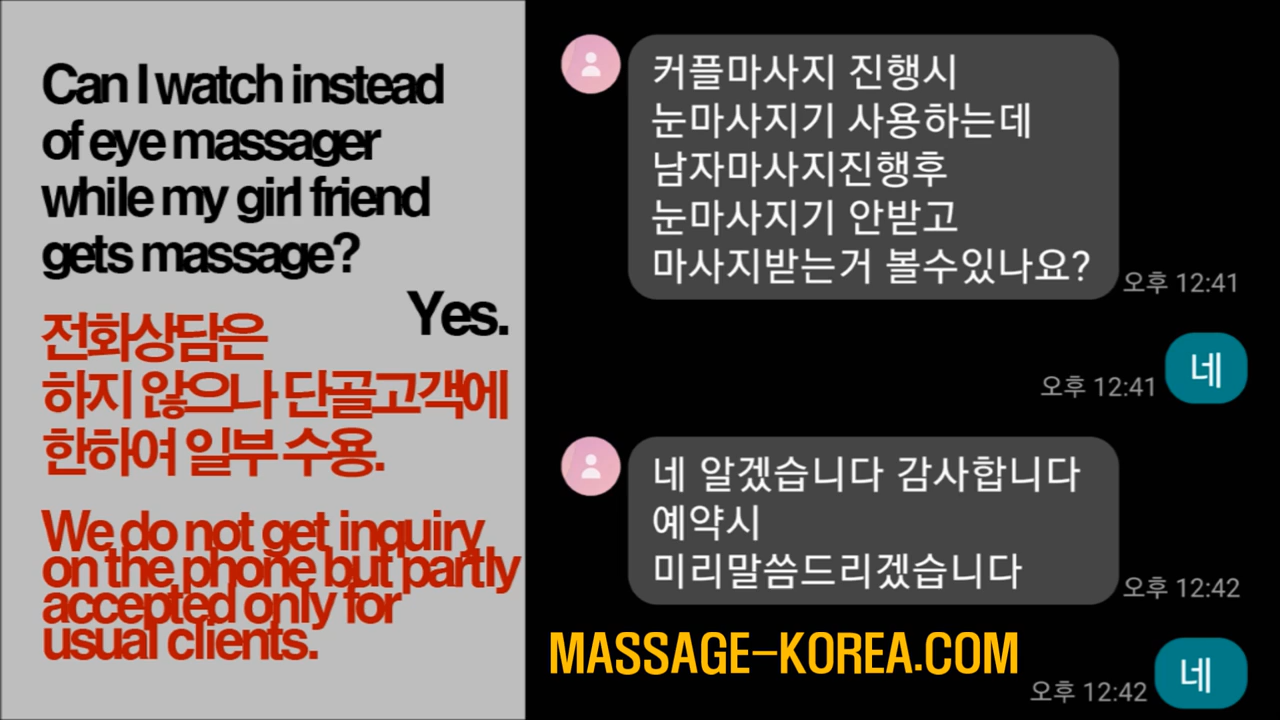 Can I watch instead
of eye massager
while my girl friend
gets massage?
Yes.
전화상담은
하지 않으나 단골고객에
한하여 일부 수용.
We do not get inquiry
on the phone but partly
accepted only for
usual clients.
커플마사지 진행시
눈마사지기 사용하는데
남자마사지진행후
눈마사지기 안받고
마사지받는거 볼수있나요?
오후 12:41
네
오후 12:41
네 알겠습니다 감사합니다
예약시
미리말씀드리겠습니다
오후 12:42
MASSAGE-KOREA.COM
네
오후 12:42